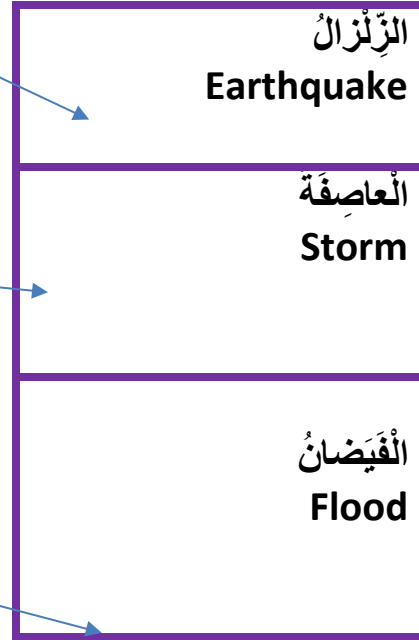 الزِّلْزالُ
Earthquake
الْعاصِفَةُ
Storm
الْفَيَضانُ
Flood